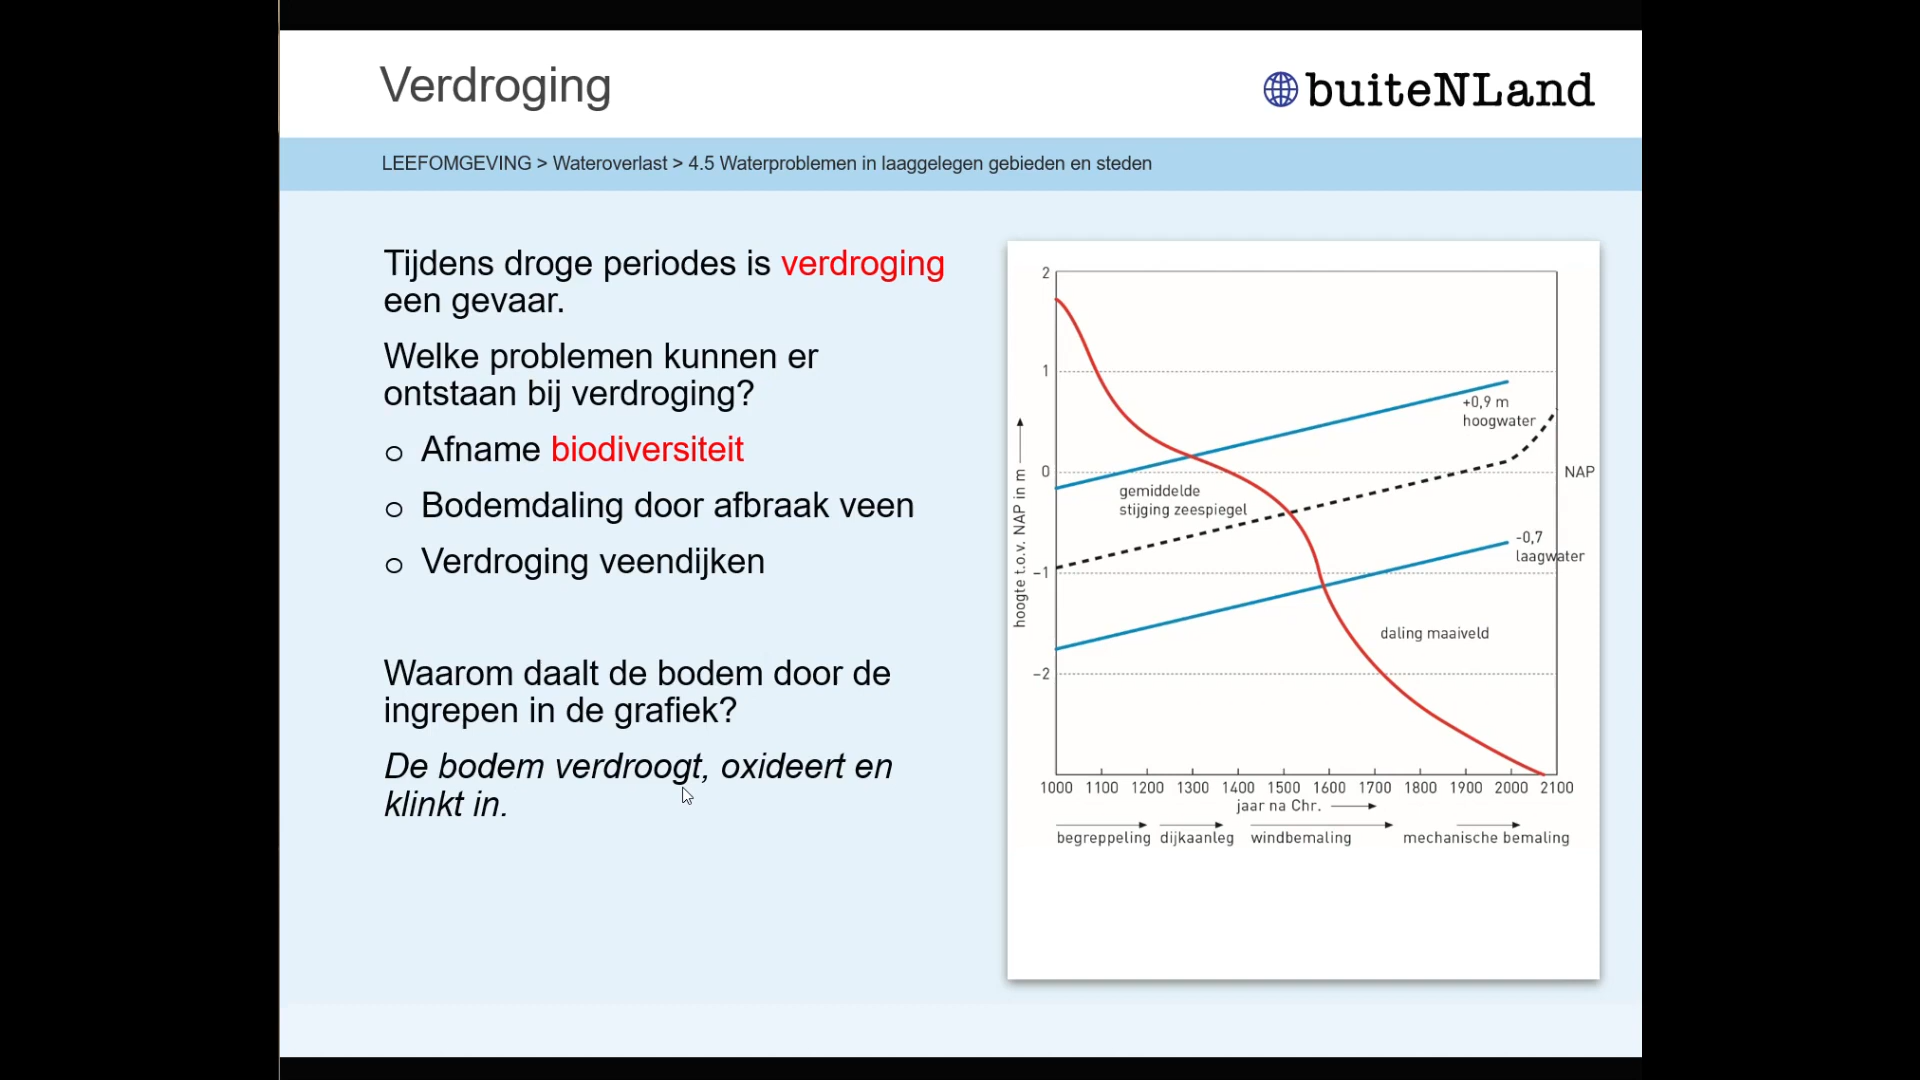 Verdroging
buiteNLand
LEEFOMGEVING > Wateroverlast > 4.5 Waterproblemen in laaggelegen gebieden en steden
Tijdens droge periodes is verdroging
een gevaar.
Welke problemen kunnen er
ontstaan bij verdroging?
o Afname biodiversiteit
o Bodemdaling door afbraak veen
o Verdroging veendijken
Waarom daalt de bodem door de
ingrepen in de grafiek?
De bodem verdroogt, oxideert en
klinkt in.
hoogte t.o.v. NAP in m
2
1
0
−1
−2
+0,9 m
hoogwater
NAP
gemiddelde
stijging zeespiegel
-0,7
laagwater
daling maaiveld
1000 1100 1200 1300 1400 1500 1600 1700 1800 1900 2000 2100
jaar na Chr.
begreppeling dijkaanleg windbemaling mechanische bemaling